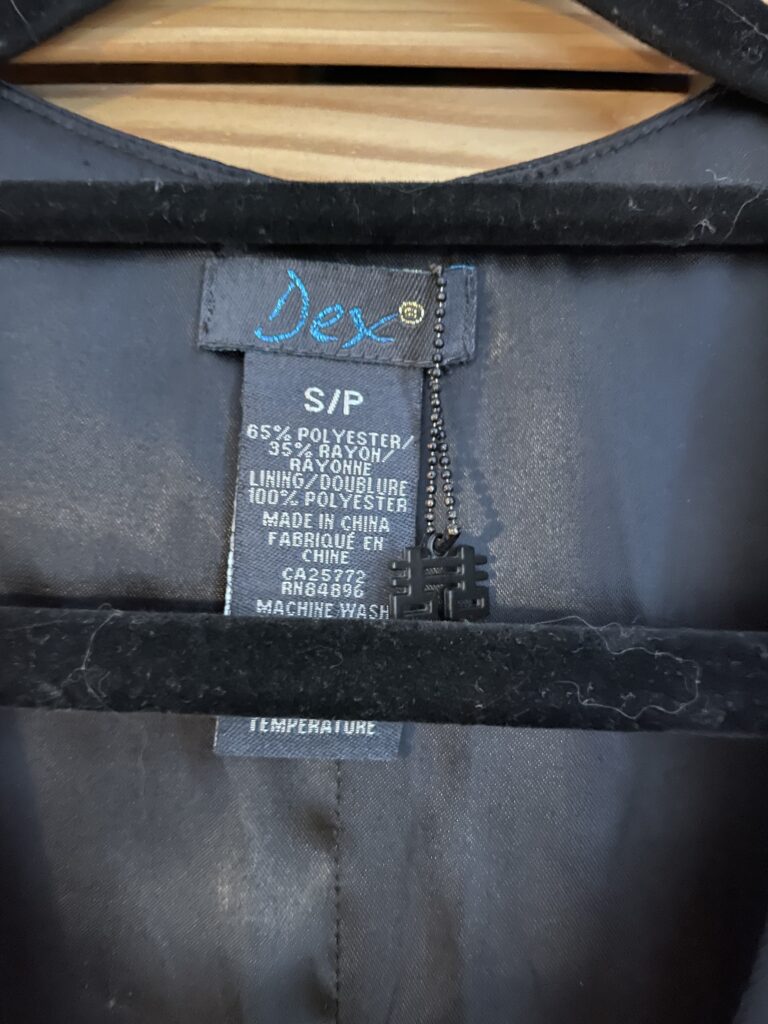 Dex®
S/P
65% POLYESTER/
35% RAYON/
RAYONNE
LINING/DOUBLURE
100% POLYESTER
MADE IN CHINA
FABRIQUÉ EN
CHINE
CA25772
RN84896
MACHINE WASH
TEMPERATURE